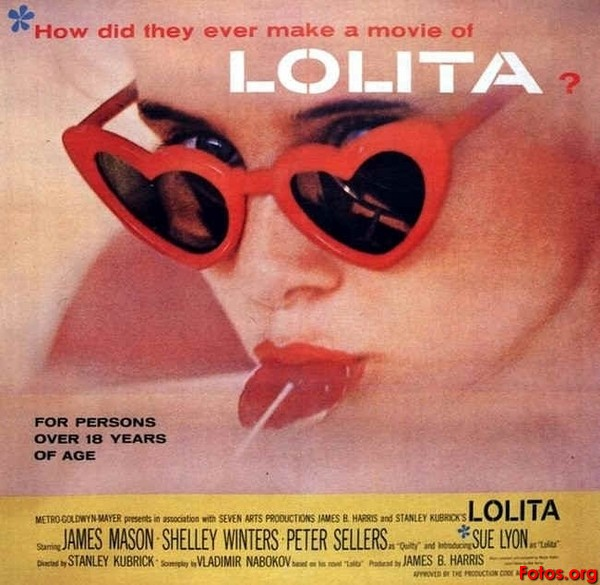 *How did they ever make a movie of
LOLITA ?
FOR PERSONS
OVER 18 YEARS
OF AGE
METRO-GOLDWYN-MAYER presents in association with SEVEN ARTS PRODUCTIONS JAMES B. HARRIS and STANLEY KUBRICK'S LOLITA
Starring JAMES MASON · SHELLEY WINTERS · PETER SELLERS as "Quilty" and Introducing *SUE LYON as "Lolita"
Directed by STANLEY KUBRICK · Screenplay by VLADIMIR NABOKOV based on his novel "Lolita" Produced by JAMES B. HARRIS
APPROVED BY THE PRODUCTION CODE
Fotos.org